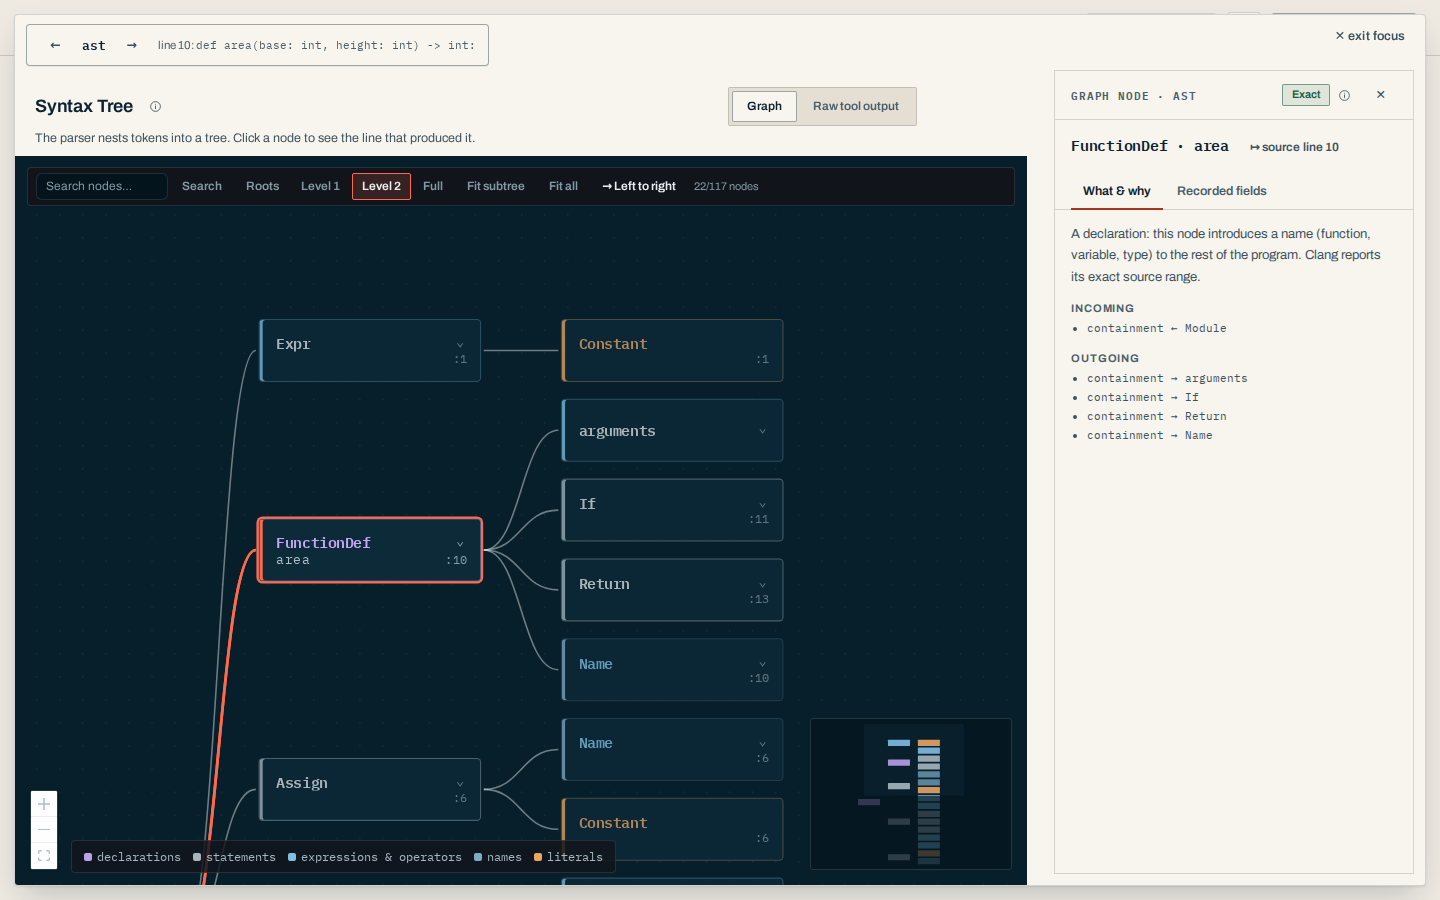 ← ast → line 10: def area(base: int, height: int) -> int:
✕ exit focus
Syntax Tree
Graph
Raw tool output
The parser nests tokens into a tree. Click a node to see the line that produced it.
Search nodes...
Search
Roots
Level 1
Level 2
Full
Fit subtree
Fit all
→ Left to right
22/117 nodes
Expr
:1
Constant
:1
arguments
If
:11
FunctionDef
area
:10
Return
:13
Name
:10
Name
:6
Assign
:6
Constant
:6
declarations
statements
expressions & operators
names
literals
GRAPH NODE · AST
Exact
✕
FunctionDef · area
↦ source line 10
What & why
Recorded fields
A declaration: this node introduces a name (function,
variable, type) to the rest of the program. Clang reports
its exact source range.
INCOMING
• containment ← Module
OUTGOING
• containment → arguments
• containment → If
• containment → Return
• containment → Name